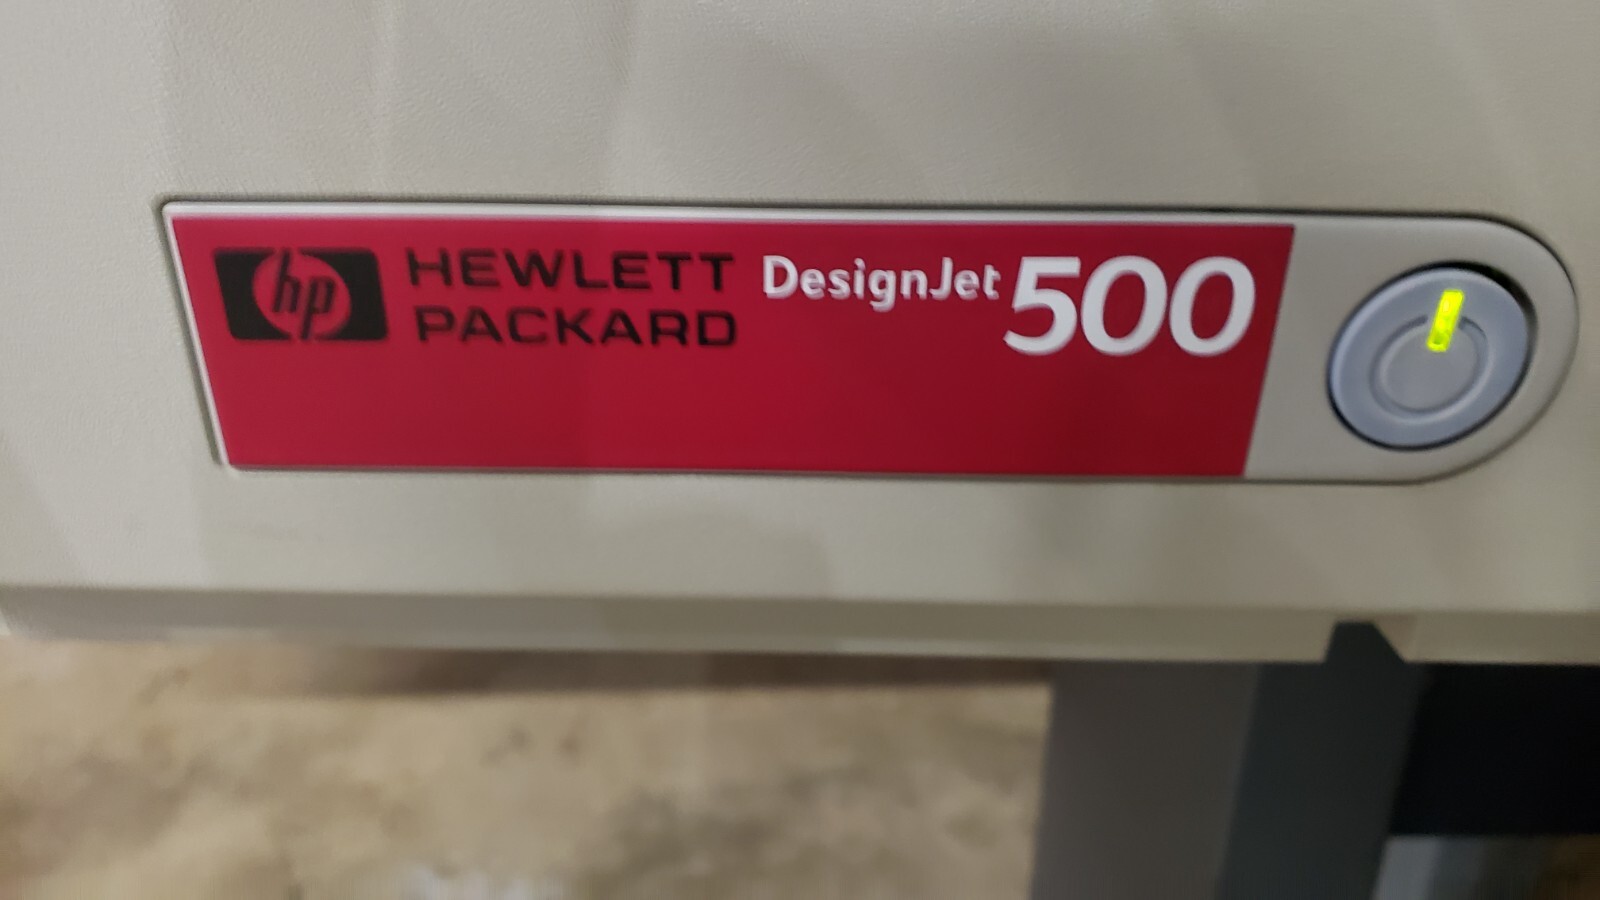 hp HEWLETT PACKARD
DesignJet 500